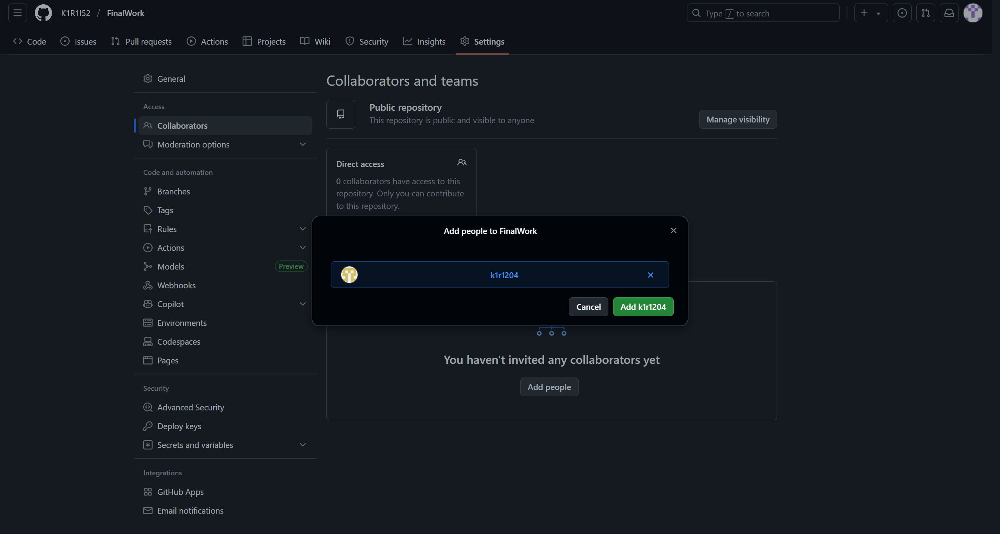 K1R1l52 / FinalWork
Type / to search
Code
Issues
Pull requests
Actions
Projects
Wiki
Security
Insights
Settings
General
Access
Collaborators
Moderation options
Code and automation
Branches
Tags
Rules
Actions
Models
Preview
Webhooks
Copilot
Environments
Codespaces
Pages
Security
Advanced Security
Deploy keys
Secrets and variables
Integrations
GitHub Apps
Email notifications
Collaborators and teams
Public repository
This repository is public and visible to anyone
Manage visibility
Direct access
0 collaborators have access to this
repository. Only you can contribute
to this repository.
Add people to FinalWork
k1r1204
Cancel
Add k1r1204
You haven't invited any collaborators yet
Add people